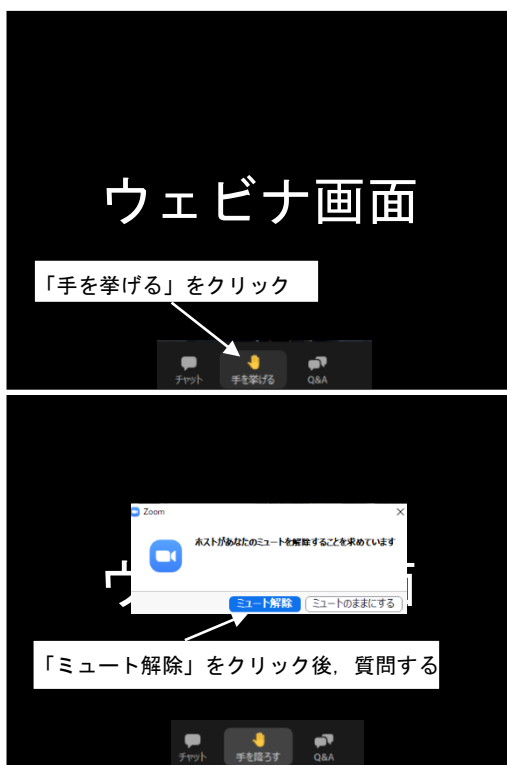 ウェビナ画面
「手を挙げる」をクリック
チャット
手を挙げる
Q&A
Zoom
ホストがあなたのミュートを解除することを求めています
ウ
面
ミュート解除
ミュートのままにする
「ミュート解除」をクリック後，質問する
チャット
手を降ろす
Q&A